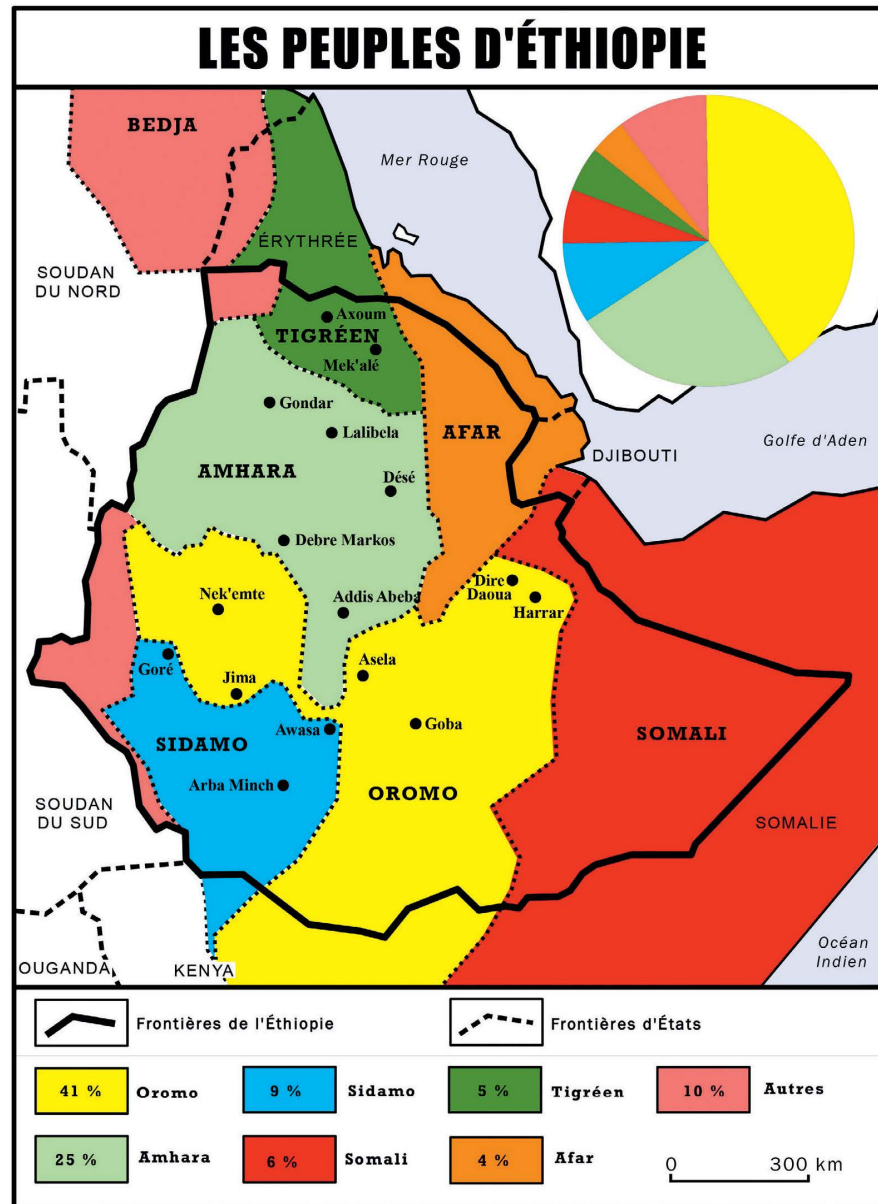 LES PEUPLES D'ÉTHIOPIE
BEDJA
Mer Rouge
ÉRYTHRÉE
SOUDAN
DU NORD
Axoum
TIGRÉEN
Mek'alé
Gondar
Lalibela
AFAR
Golfe d'Aden
DJIBOUTI
AMHARA
Désé
Debre Markos
Dire
Daoua
Nek'emte
Addis Abeba
Harrar
Goré
Asela
Jima
Awasa
Goba
SOMALI
SIDAMO
Arba Minch
OROMO
SOUDAN
DU SUD
SOMALIE
Océan
Indien
OUGANDA
KENYA
Frontières de l'Éthiopie
Frontières d'États
41 % Oromo
9 % Sidamo
5 % Tigréen
10 % Autres
25 % Amhara
6 % Somali
4 % Afar
0 300 km